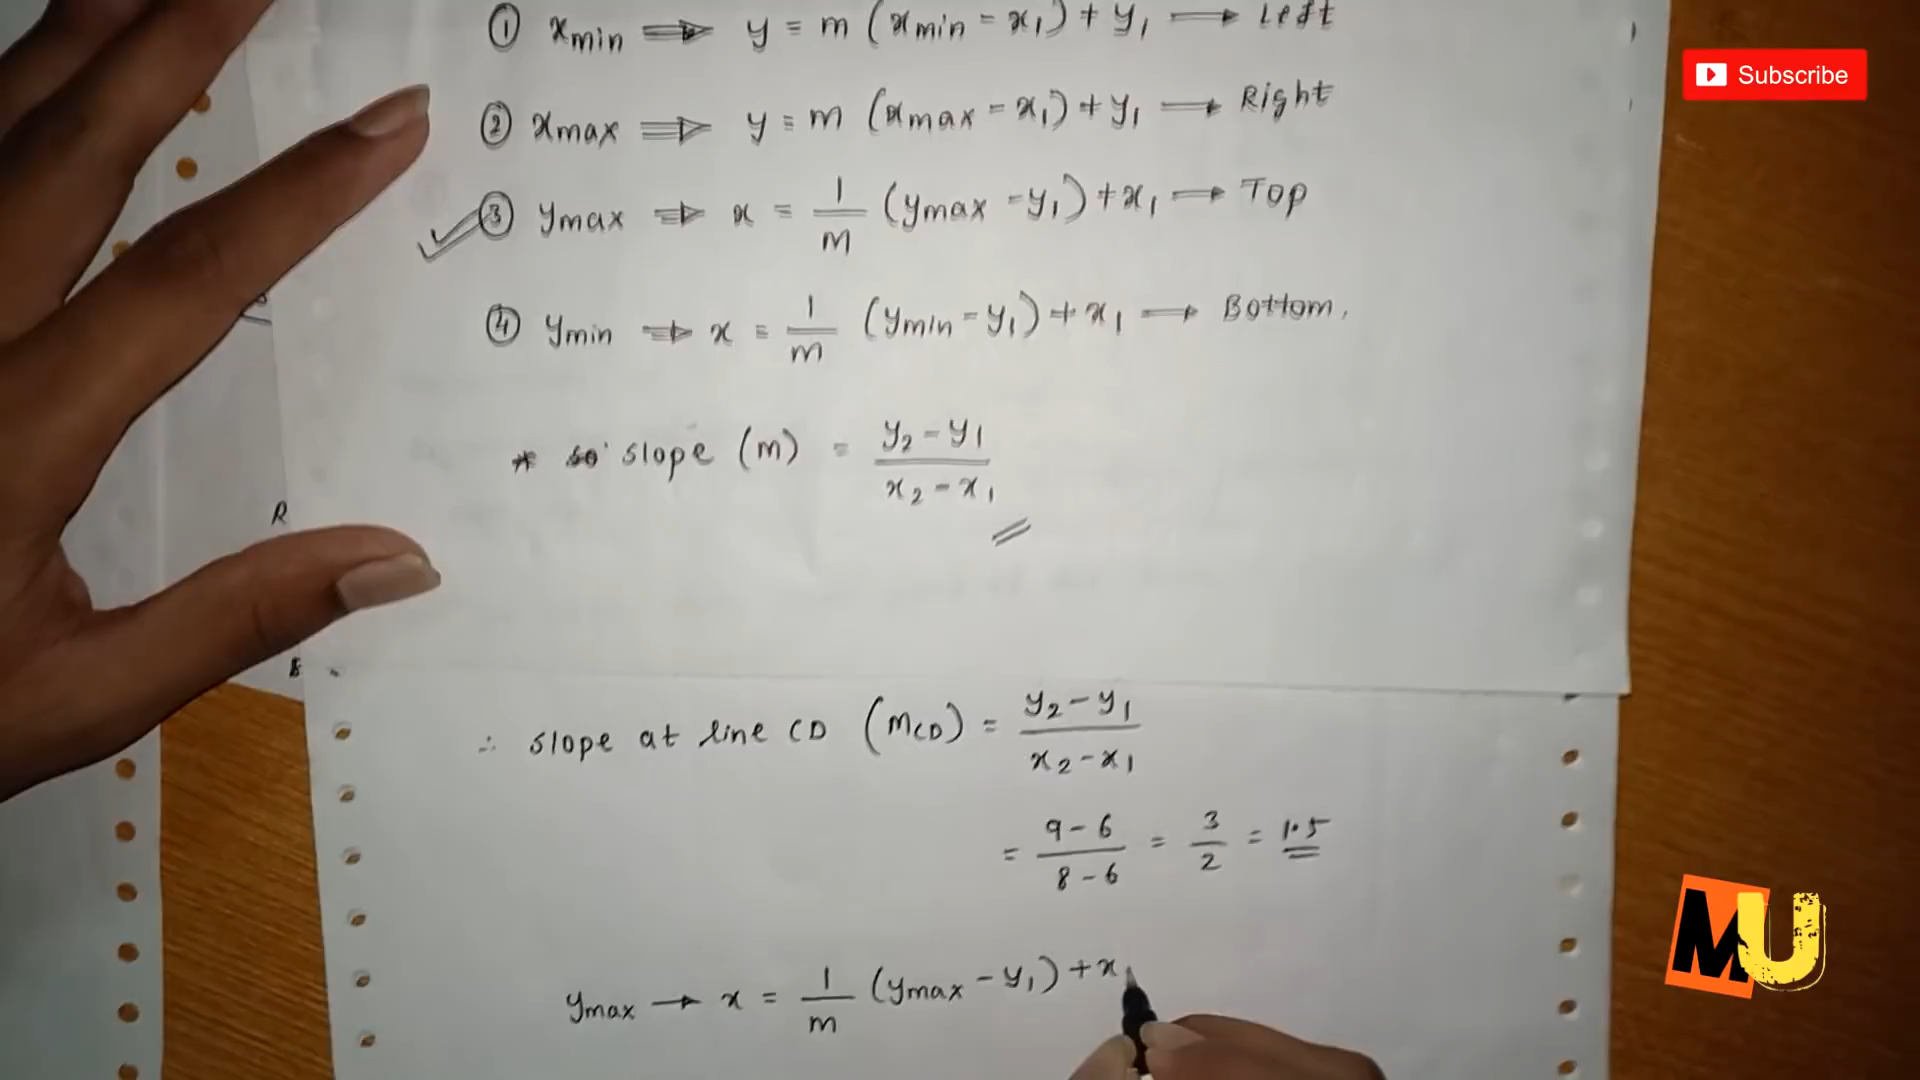 ① xmin ⟹ y = m (xmin - x1) + y1 → Left
Subscribe
② xmax ⟹ y = m (xmax - x1) + y1 → Right
③ ymax ⟹ x = 1/m (ymax - y1) + x1 → Top
④ ymin ⟹ x = 1/m (ymin - y1) + x1 → Bottom.
* slope (m) = y2 - y1 / x2 - x1
R
∴ slope at line CD (mCD) = y2 - y1 / x2 - x1
= 9 - 6 / 8 - 6 = 3/2 = 1.5
MU
ymax → x = 1/m (ymax - y1) + x